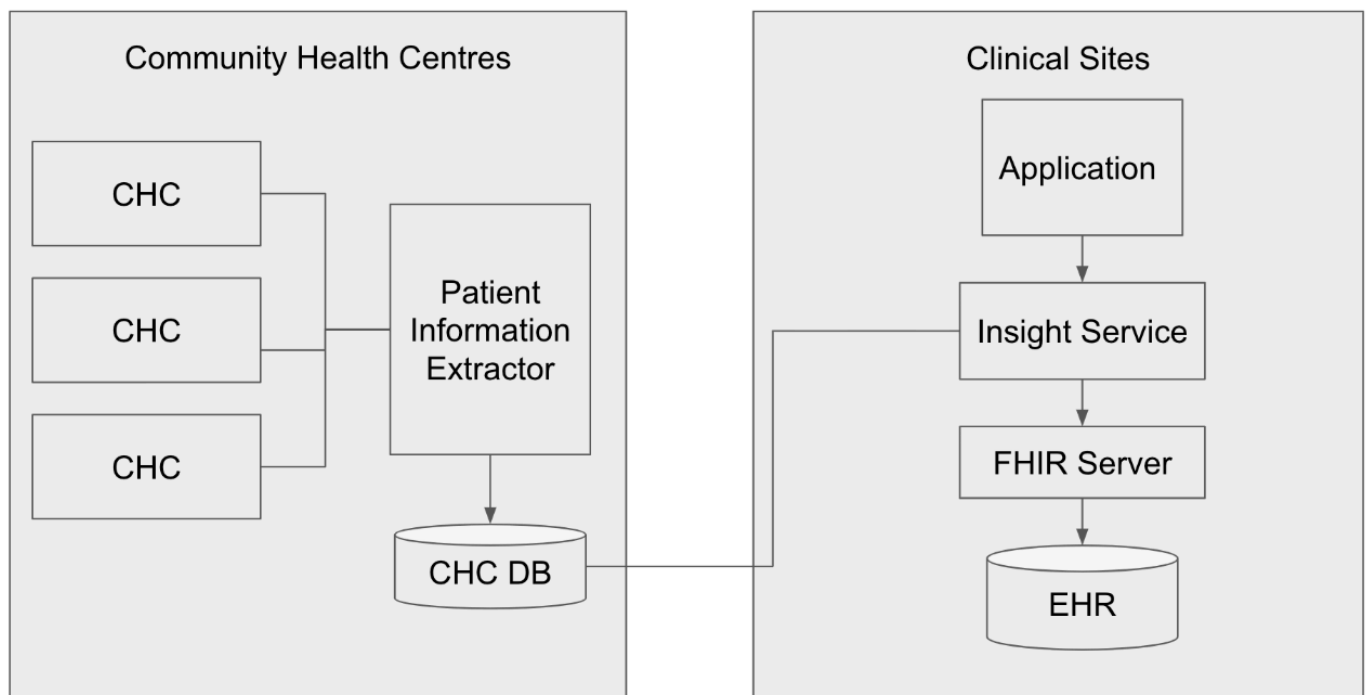 Community Health Centres
CHC
CHC
CHC
Patient
Information
Extractor
CHC DB
Clinical Sites
Application
Insight Service
FHIR Server
EHR